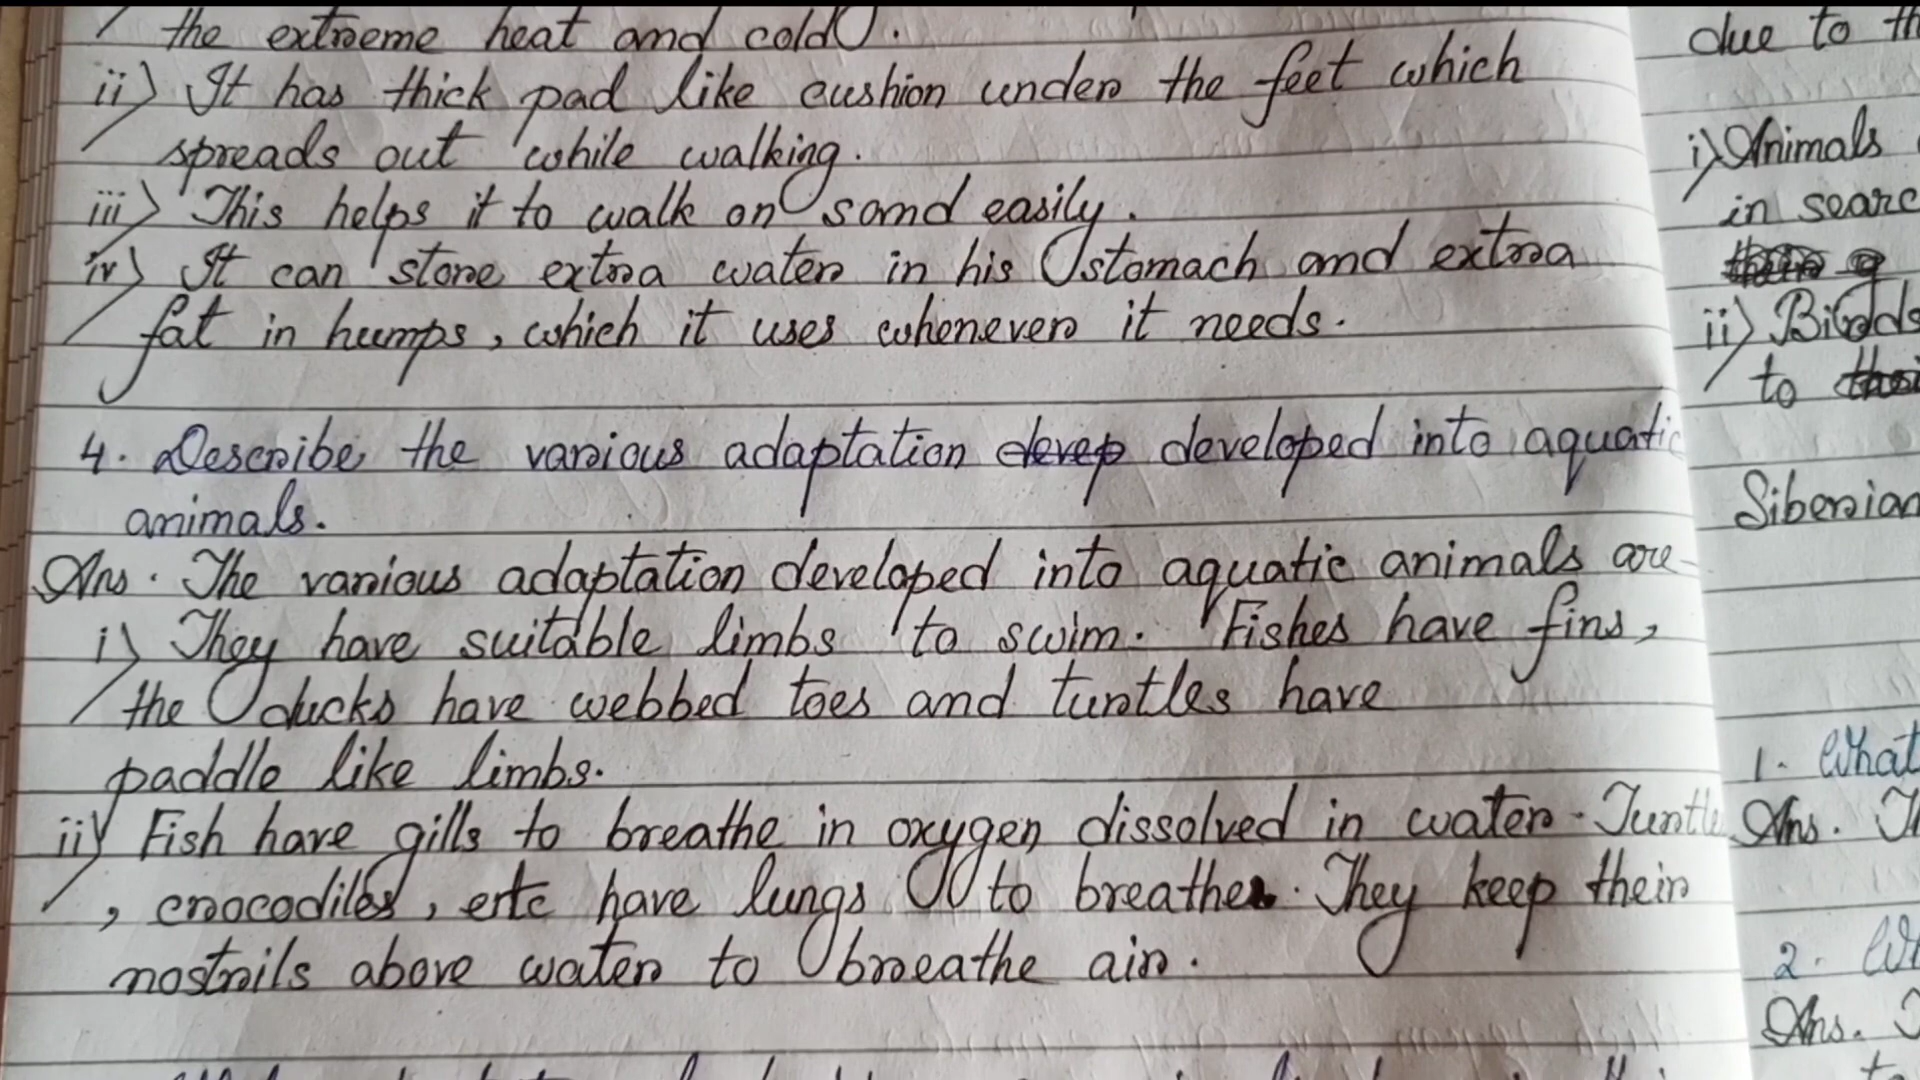 the extreme heat and cold.
ii) It has thick pad like cushion under the feet which
spreads out while walking.
iii) This helps it to walk on sand easily.
iv) It can store extra water in his stomach and extra
fat in humps, which it uses whenever it needs.
4. Describe the various adaptation devep developed into aquatic
animals.
Ans. The various adaptation developed into aquatic animals are-
i) They have suitable limbs to swim. Fishes have fins,
the ducks have webbed toes and turtles have
paddle like limbs.
ii) Fish have gills to breathe in oxygen dissolved in water. Turtle
, crocodiles, ertc have lungs to breathe. They keep their
nostrils above water to breathe air.
due to
i) Animals
in
ii) Birds
to
Siberian
1. What
Ans.
2.
Ans.